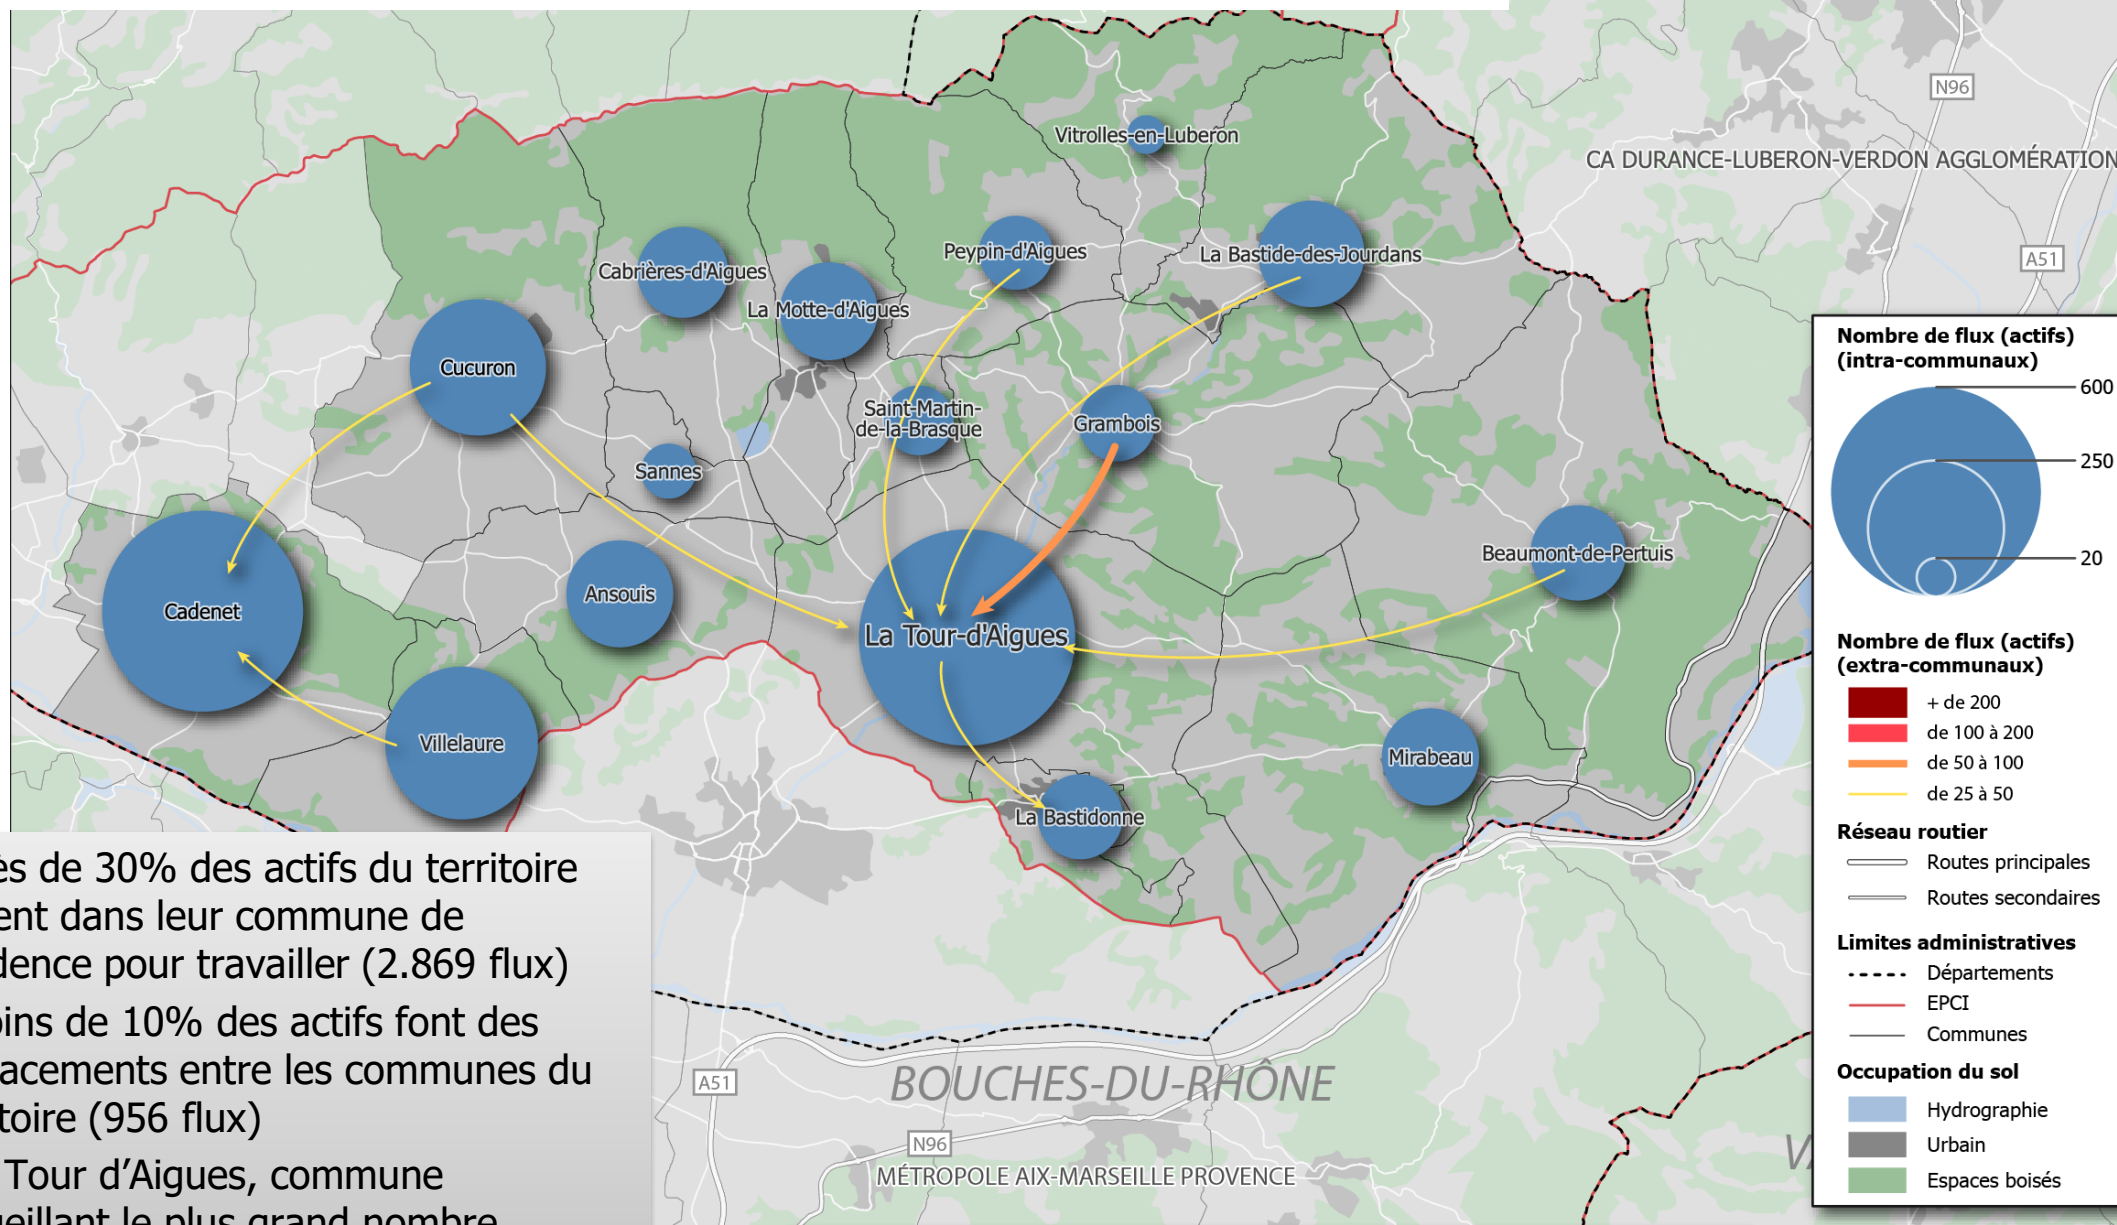 Vitrolles-en-Luberon
N96
CA DURANCE-LUBERON-VERDON AGGLOMÉRATION
A51
Peypin-d'Aigues
La Bastide-des-Jourdans
Cabrières-d'Aigues
La Motte-d'Aigues
Cucuron
Saint-Martin-
de-la-Brasque
Grambois
Sannes
Beaumont-de-Pertuis
Ansouis
Cadenet
La Tour-d'Aigues
Villelaure
Mirabeau
La Bastidonne
Nombre de flux (actifs)
(intra-communaux)
600
250
20
Nombre de flux (actifs)
(extra-communaux)
+ de 200
de 100 à 200
de 50 à 100
de 25 à 50
Réseau routier
Routes principales
Routes secondaires
Limites administratives
Départements
EPCI
Communes
Occupation du sol
Hydrographie
Urbain
Espaces boisés
ès de 30% des actifs du territoire
ent dans leur commune de
dence pour travailler (2.869 flux)
oins de 10% des actifs font des
acements entre les communes du
toire (956 flux)
Tour d’Aigues, commune
ueillant le plus grand nombre
A51
BOUCHES-DU-RHÔNE
N96
MÉTROPOLE AIX-MARSEILLE PROVENCE